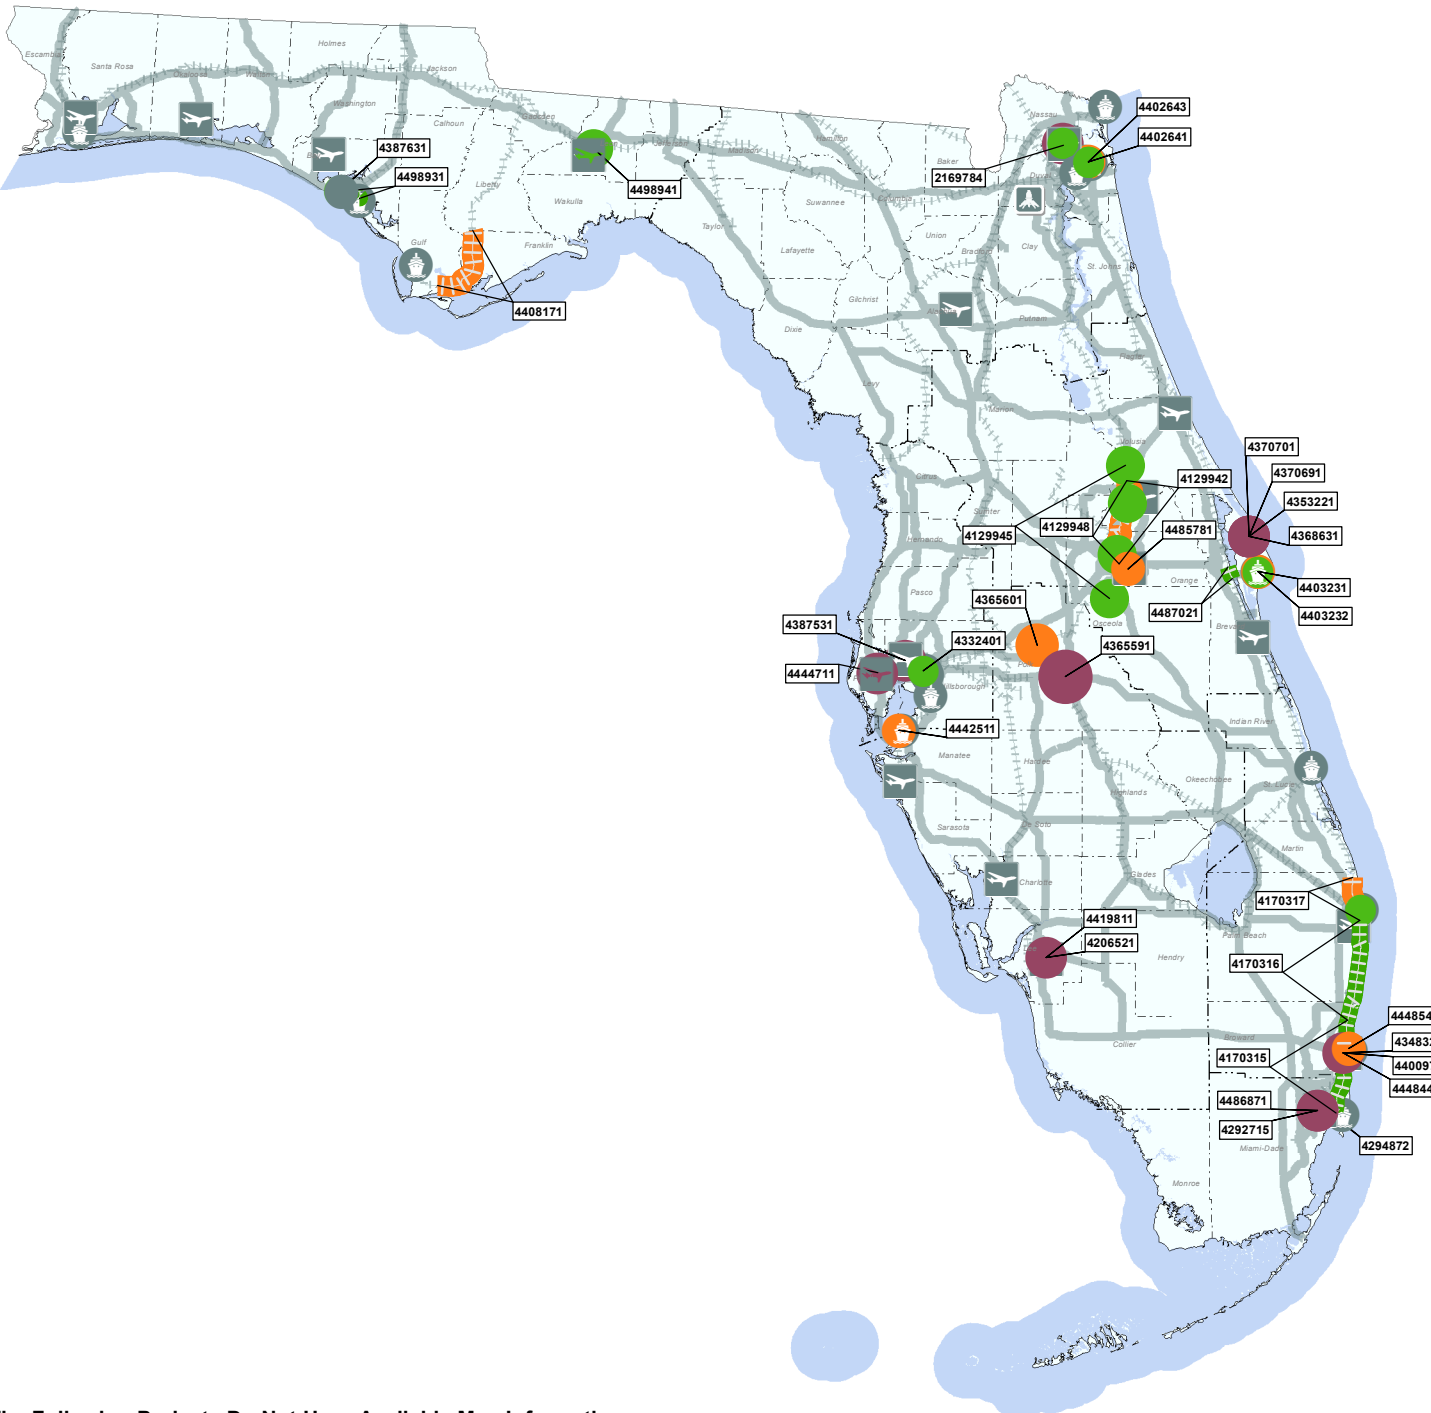 Escambia
Santa Rosa
Okaloosa
Walton
Holmes
Jackson
Washington
Calhoun
Gadsden
4387631
4498931
Liberty
Gulf
Franklin
Wakulla
4498941
4408171
Jefferson
Madison
Hamilton
Taylor
Suwannee
Columbia
Lafayette
Dixie
Gilchrist
Levy
Baker
Nassau
Duval
2169784
4402643
4402641
Union
Bradford
Clay
St. Johns
Putnam
Flagler
Marion
Volusia
Citrus
Sumter
Hernando
Pasco
4129945
4129948
4129942
4485781
4370701
4370691
4353221
4368631
4403231
4403232
4487021
Orange
Osceola
4365601
4365591
4387531
4332401
4444711
4442511
Hillsborough
Manatee
Hardee
Highlands
Okeechobee
Indian River
St. Lucie
Sarasota
De Soto
Martin
Charlotte
Glades
4170317
4419811
4206521
Hendry
Palm Beach
4170316
Collier
Broward
444854
43483
44009
444844
4170315
4486871
4292715
4294872
Miami-Dade
Monroe